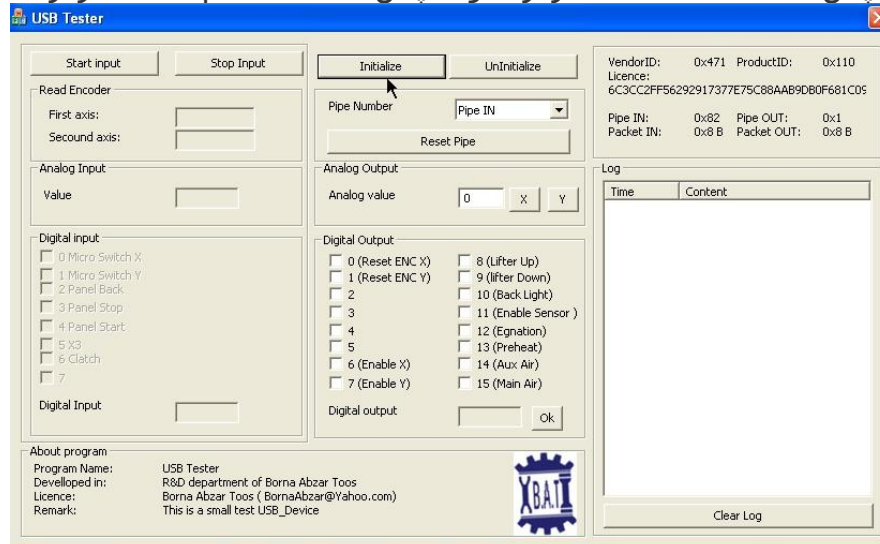 USB Tester
Start input
Stop Input
Read Encoder
First axis:
Secound axis:
Analog Input
Value
Digital input
0 Micro Switch X
1 Micro Switch Y
2 Panel Back
3 Panel Stop
4 Panel Start
5 X3
6 Clatch
7
Digital Input
Initialize
UnInitialize
Pipe Number
Pipe IN
Reset Pipe
Analog Output
Analog value
0
X
Y
Digital Output
0 (Reset ENC X)
1 (Reset ENC Y)
2
3
4
5
6 (Enable X)
7 (Enable Y)
8 (Lifter Up)
9 (lifter Down)
10 (Back Light)
11 (Enable Sensor )
12 (Egnation)
13 (Preheat)
14 (Aux Air)
15 (Main Air)
Digital output
Ok
VendorID: 0x471 ProductID: 0x110
Licence:
6C3CC2FF56292917377E75C88AAB9DB0F681C09
Pipe IN: 0x82 Pipe OUT: 0x1
Packet IN: 0x8 B Packet OUT: 0x8 B
Log
Time Content
Clear Log
About program
Program Name: USB Tester
Develloped in: R&D department of Borna Abzar Toos
Licence: Borna Abzar Toos ( BornaAbzar@Yahoo.com)
Remark: This is a small test USB_Device
B.A.T